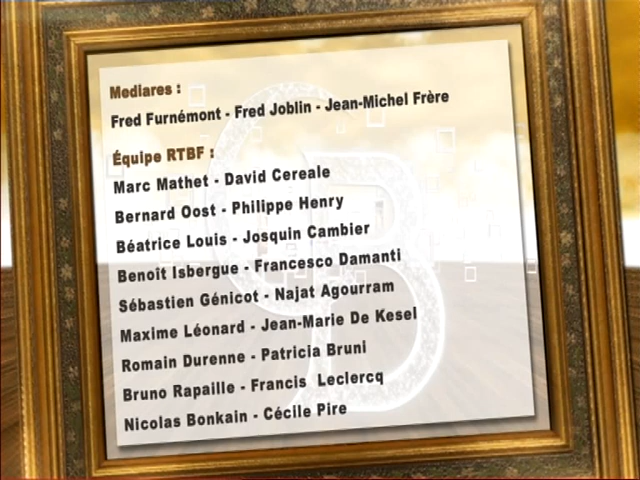 Mediares :
Fred Furnémont - Fred Joblin - Jean-Michel Frère
Équipe RTBF :
Marc Mathet - David Cereale
Bernard Oost - Philippe Henry
Béatrice Louis - Josquin Cambier
Benoît Isbergue - Francesco Damanti
Sébastien Génicot - Najat Agourram
Maxime Léonard - Jean-Marie De Kesel
Romain Durenne - Patricia Bruni
Bruno Rapaille - Francis Leclercq
Nicolas Bonkain - Cécile Pire